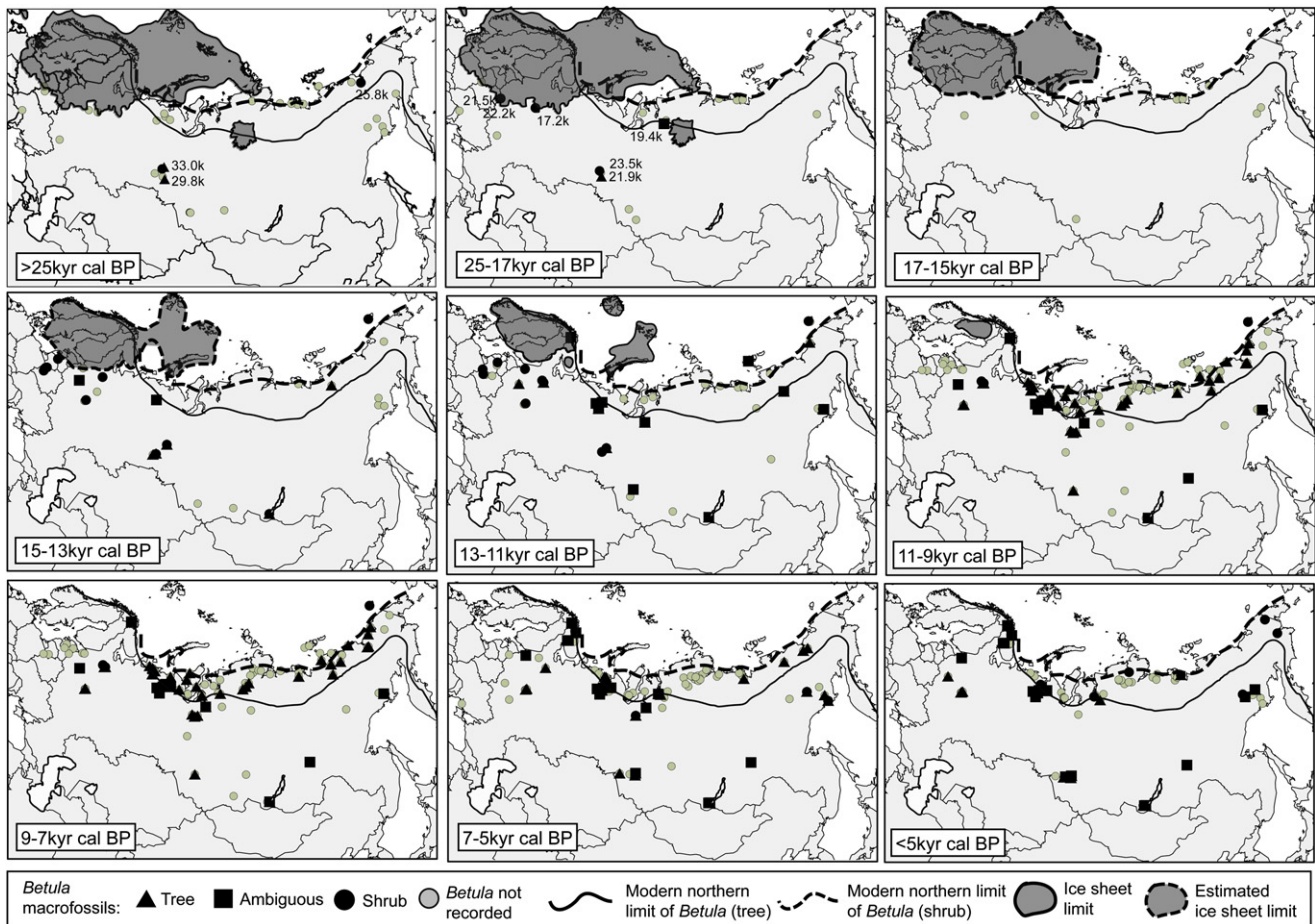 25.8k
33.0k
29.8k
>25kyr cal BP
21.5k
22.2k
17.2k
19.4k
23.5k
21.9k
25-17kyr cal BP
17-15kyr cal BP
15-13kyr cal BP
13-11kyr cal BP
11-9kyr cal BP
9-7kyr cal BP
7-5kyr cal BP
<5kyr cal BP
Betula
macrofossils:
Tree
Ambiguous
Shrub
Betula not
recorded
Modern northern
limit of Betula (tree)
Modern northern limit
of Betula (shrub)
Ice sheet
limit
Estimated
ice sheet limit